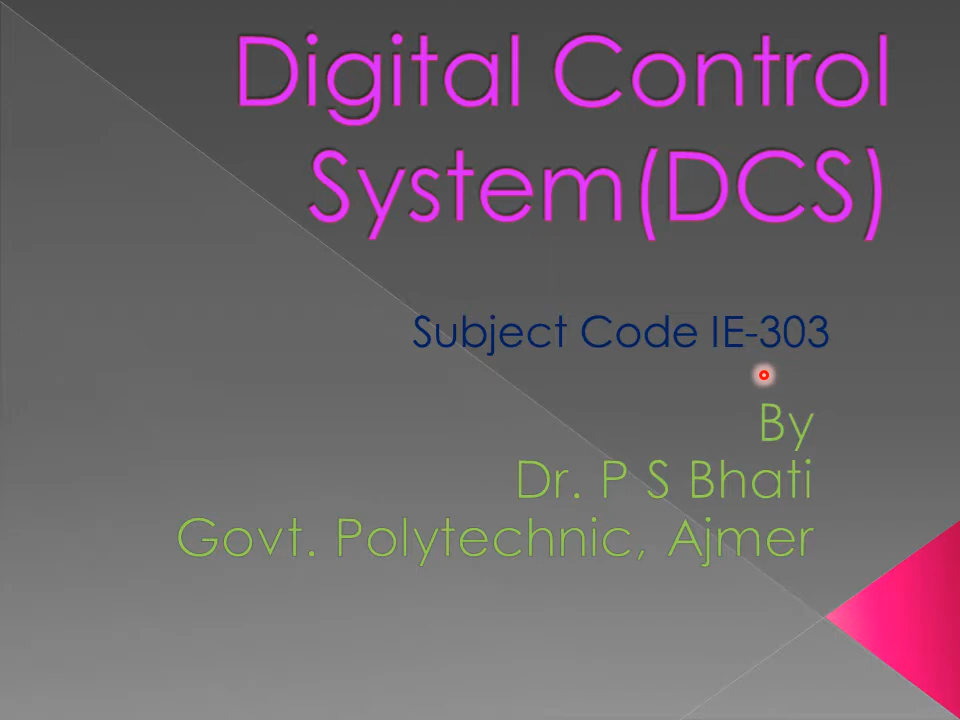 Digital Control
System(DCS)
Subject Code IE-303
By
Dr. P S Bhati
Govt. Polytechnic, Ajmer